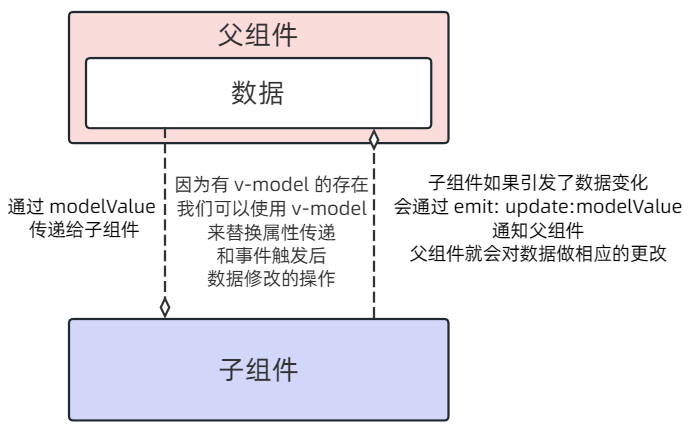 父组件
数据
通过 modelValue
传递给子组件
因为有 v-model 的存在
我们可以使用 v-model
来替换属性传递
和事件触发后
数据修改的操作
子组件如果引发了数据变化
会通过 emit: update:modelValue
通知父组件
父组件就会对数据做相应的更改
子组件